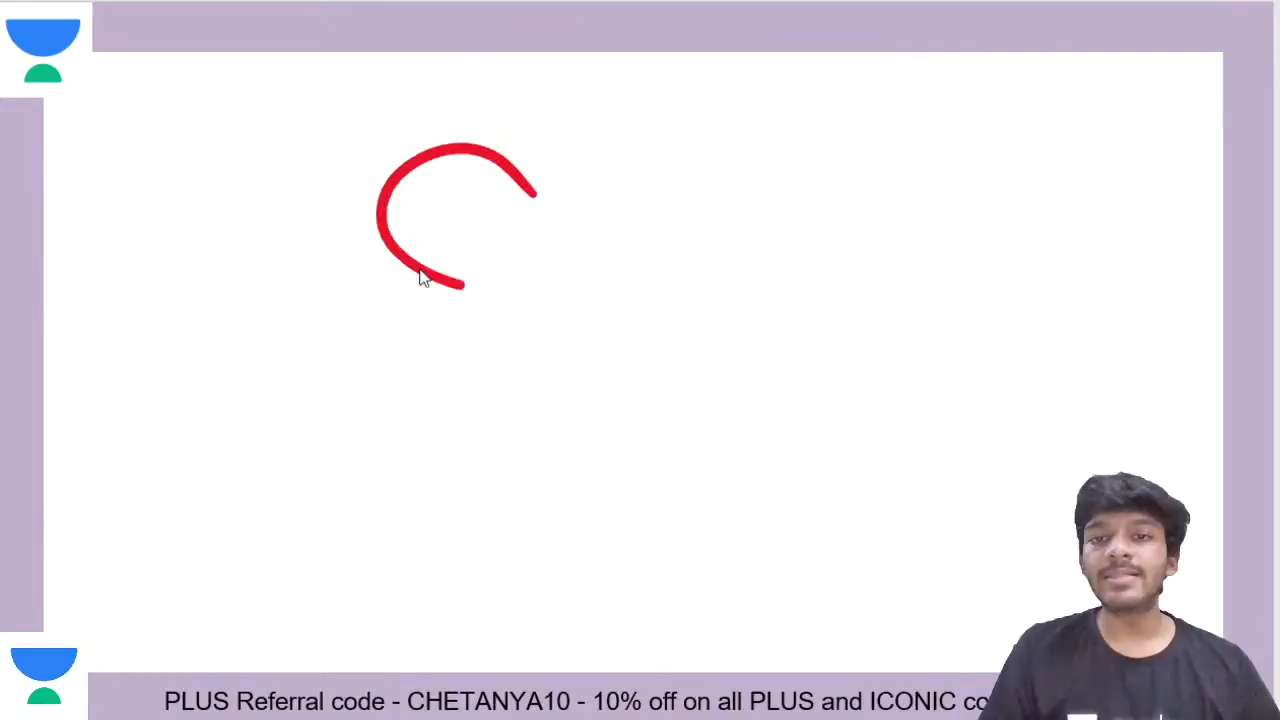 PLUS Referral code - CHETANYA10 - 10% off on all PLUS and ICONIC co